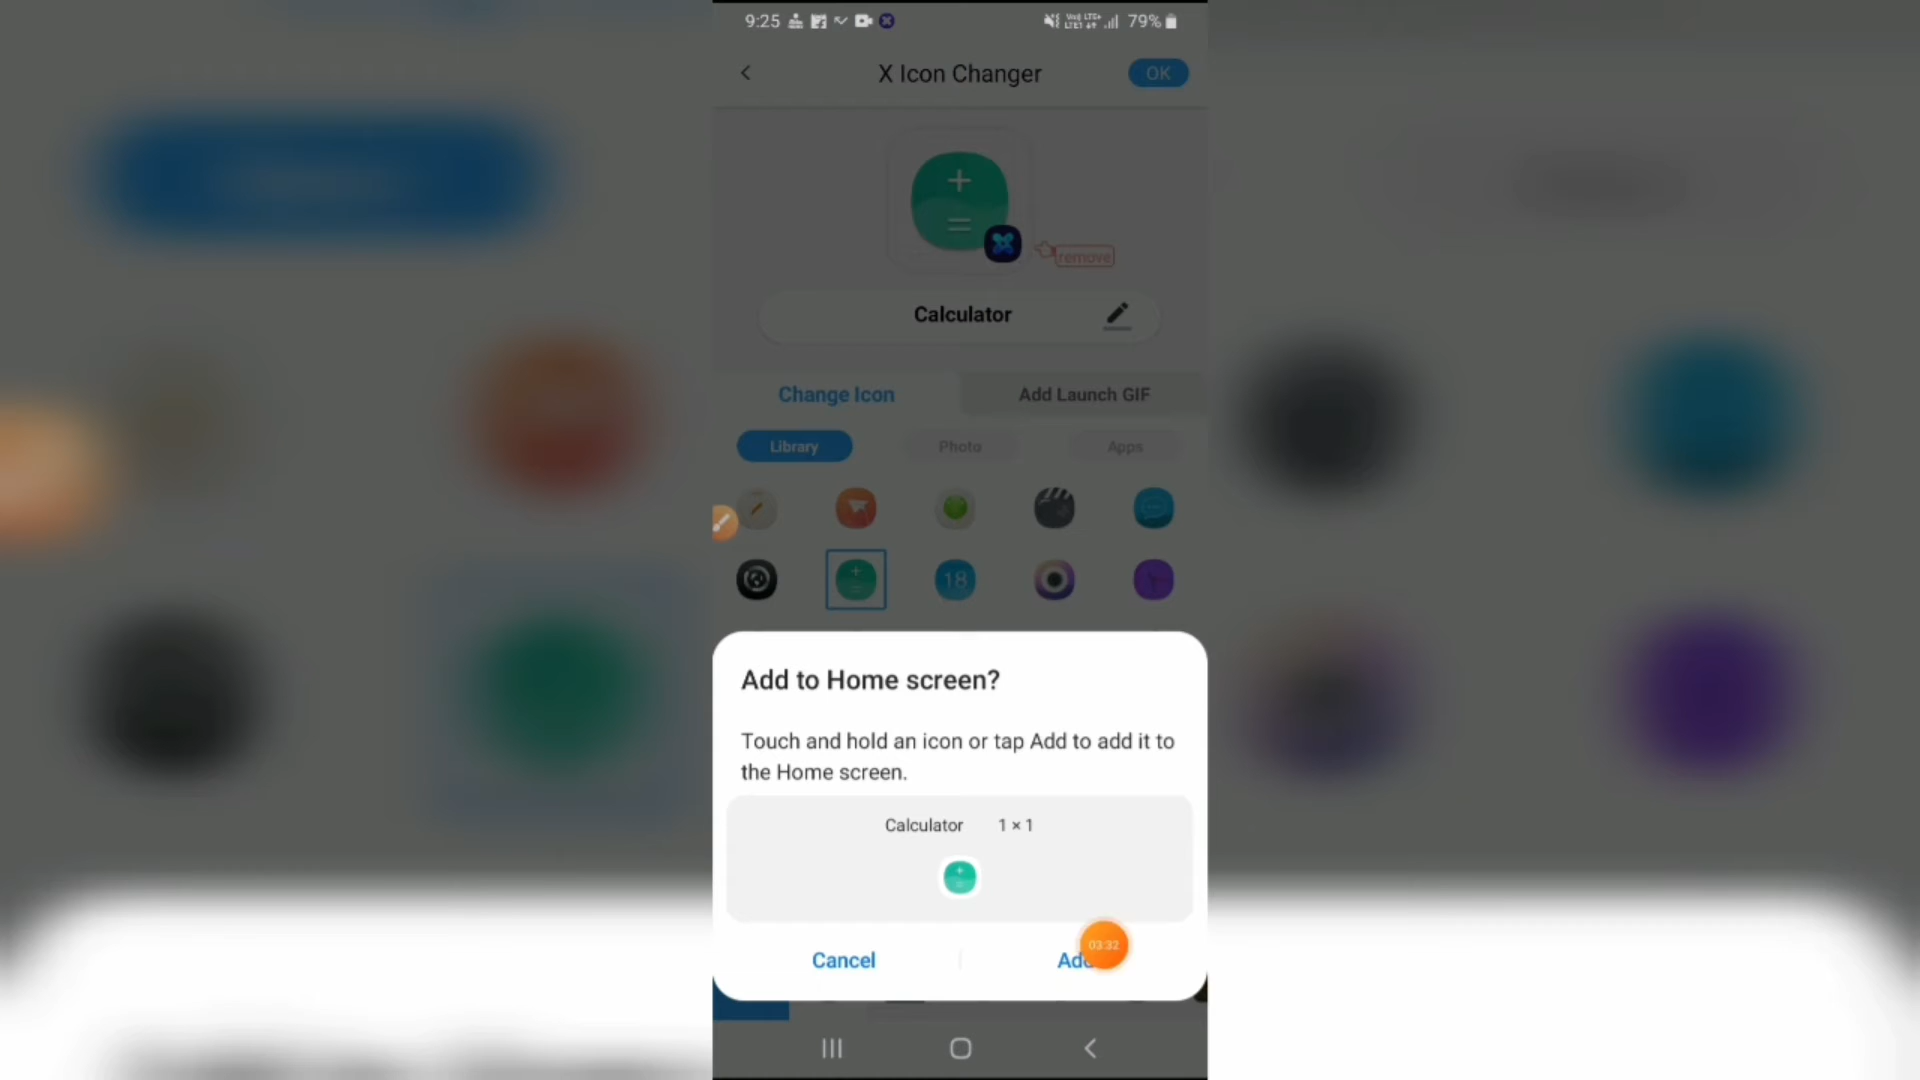 9:25
79%
X Icon Changer
OK
remove
Calculator
Change Icon
Add Launch GIF
Library
Photo
Apps
18
Add to Home screen?
Touch and hold an icon or tap Add to add it to
the Home screen.
Calculator 1 × 1
Cancel
Add
03:32